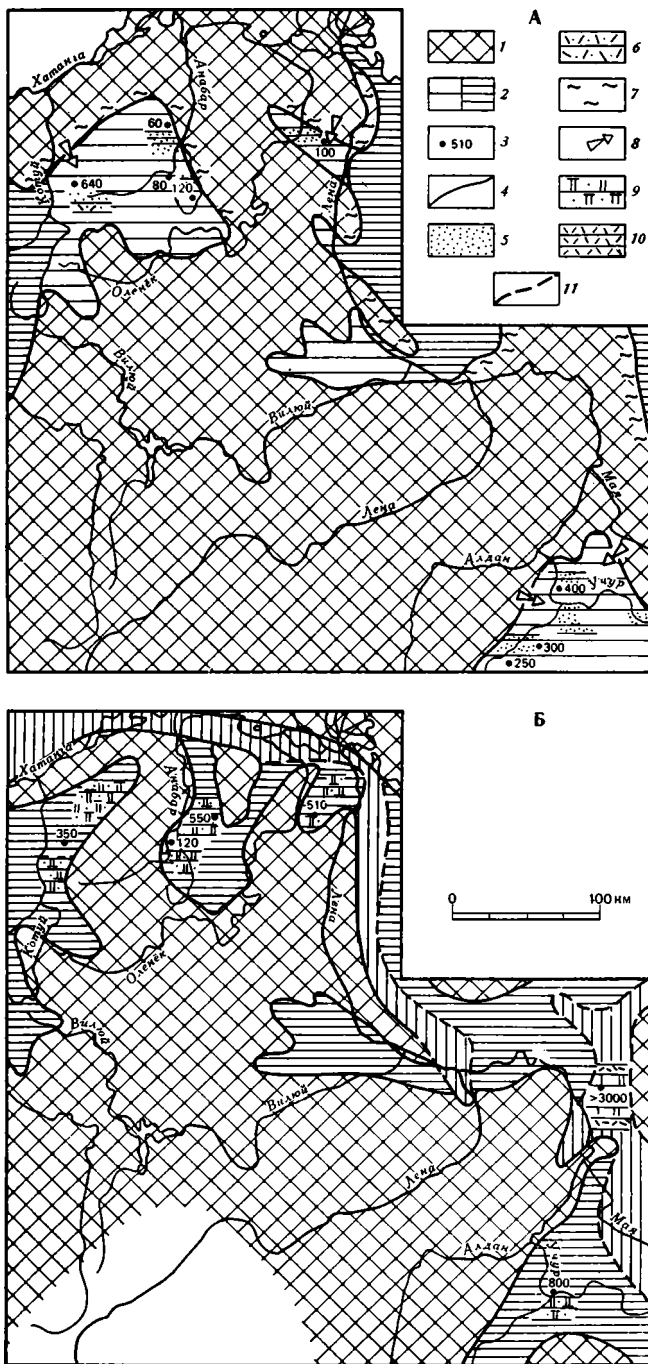 А
Хатанга
Анабар
Котуй
60
100
640
80
120
Лена
Оленёк
Вилюй
Вилюй
Лена
Алдан
Мая
Учур
400
300
250
1
2
510
3
4
5
6
7
8
9
10
11
Б
Хатанга
Анабар
350
550
510
120
Лена
Котуй
Оленёк
0
100 км
Вилюй
Вилюй
>3000
Лена
Мая
Алдан
Учур
800